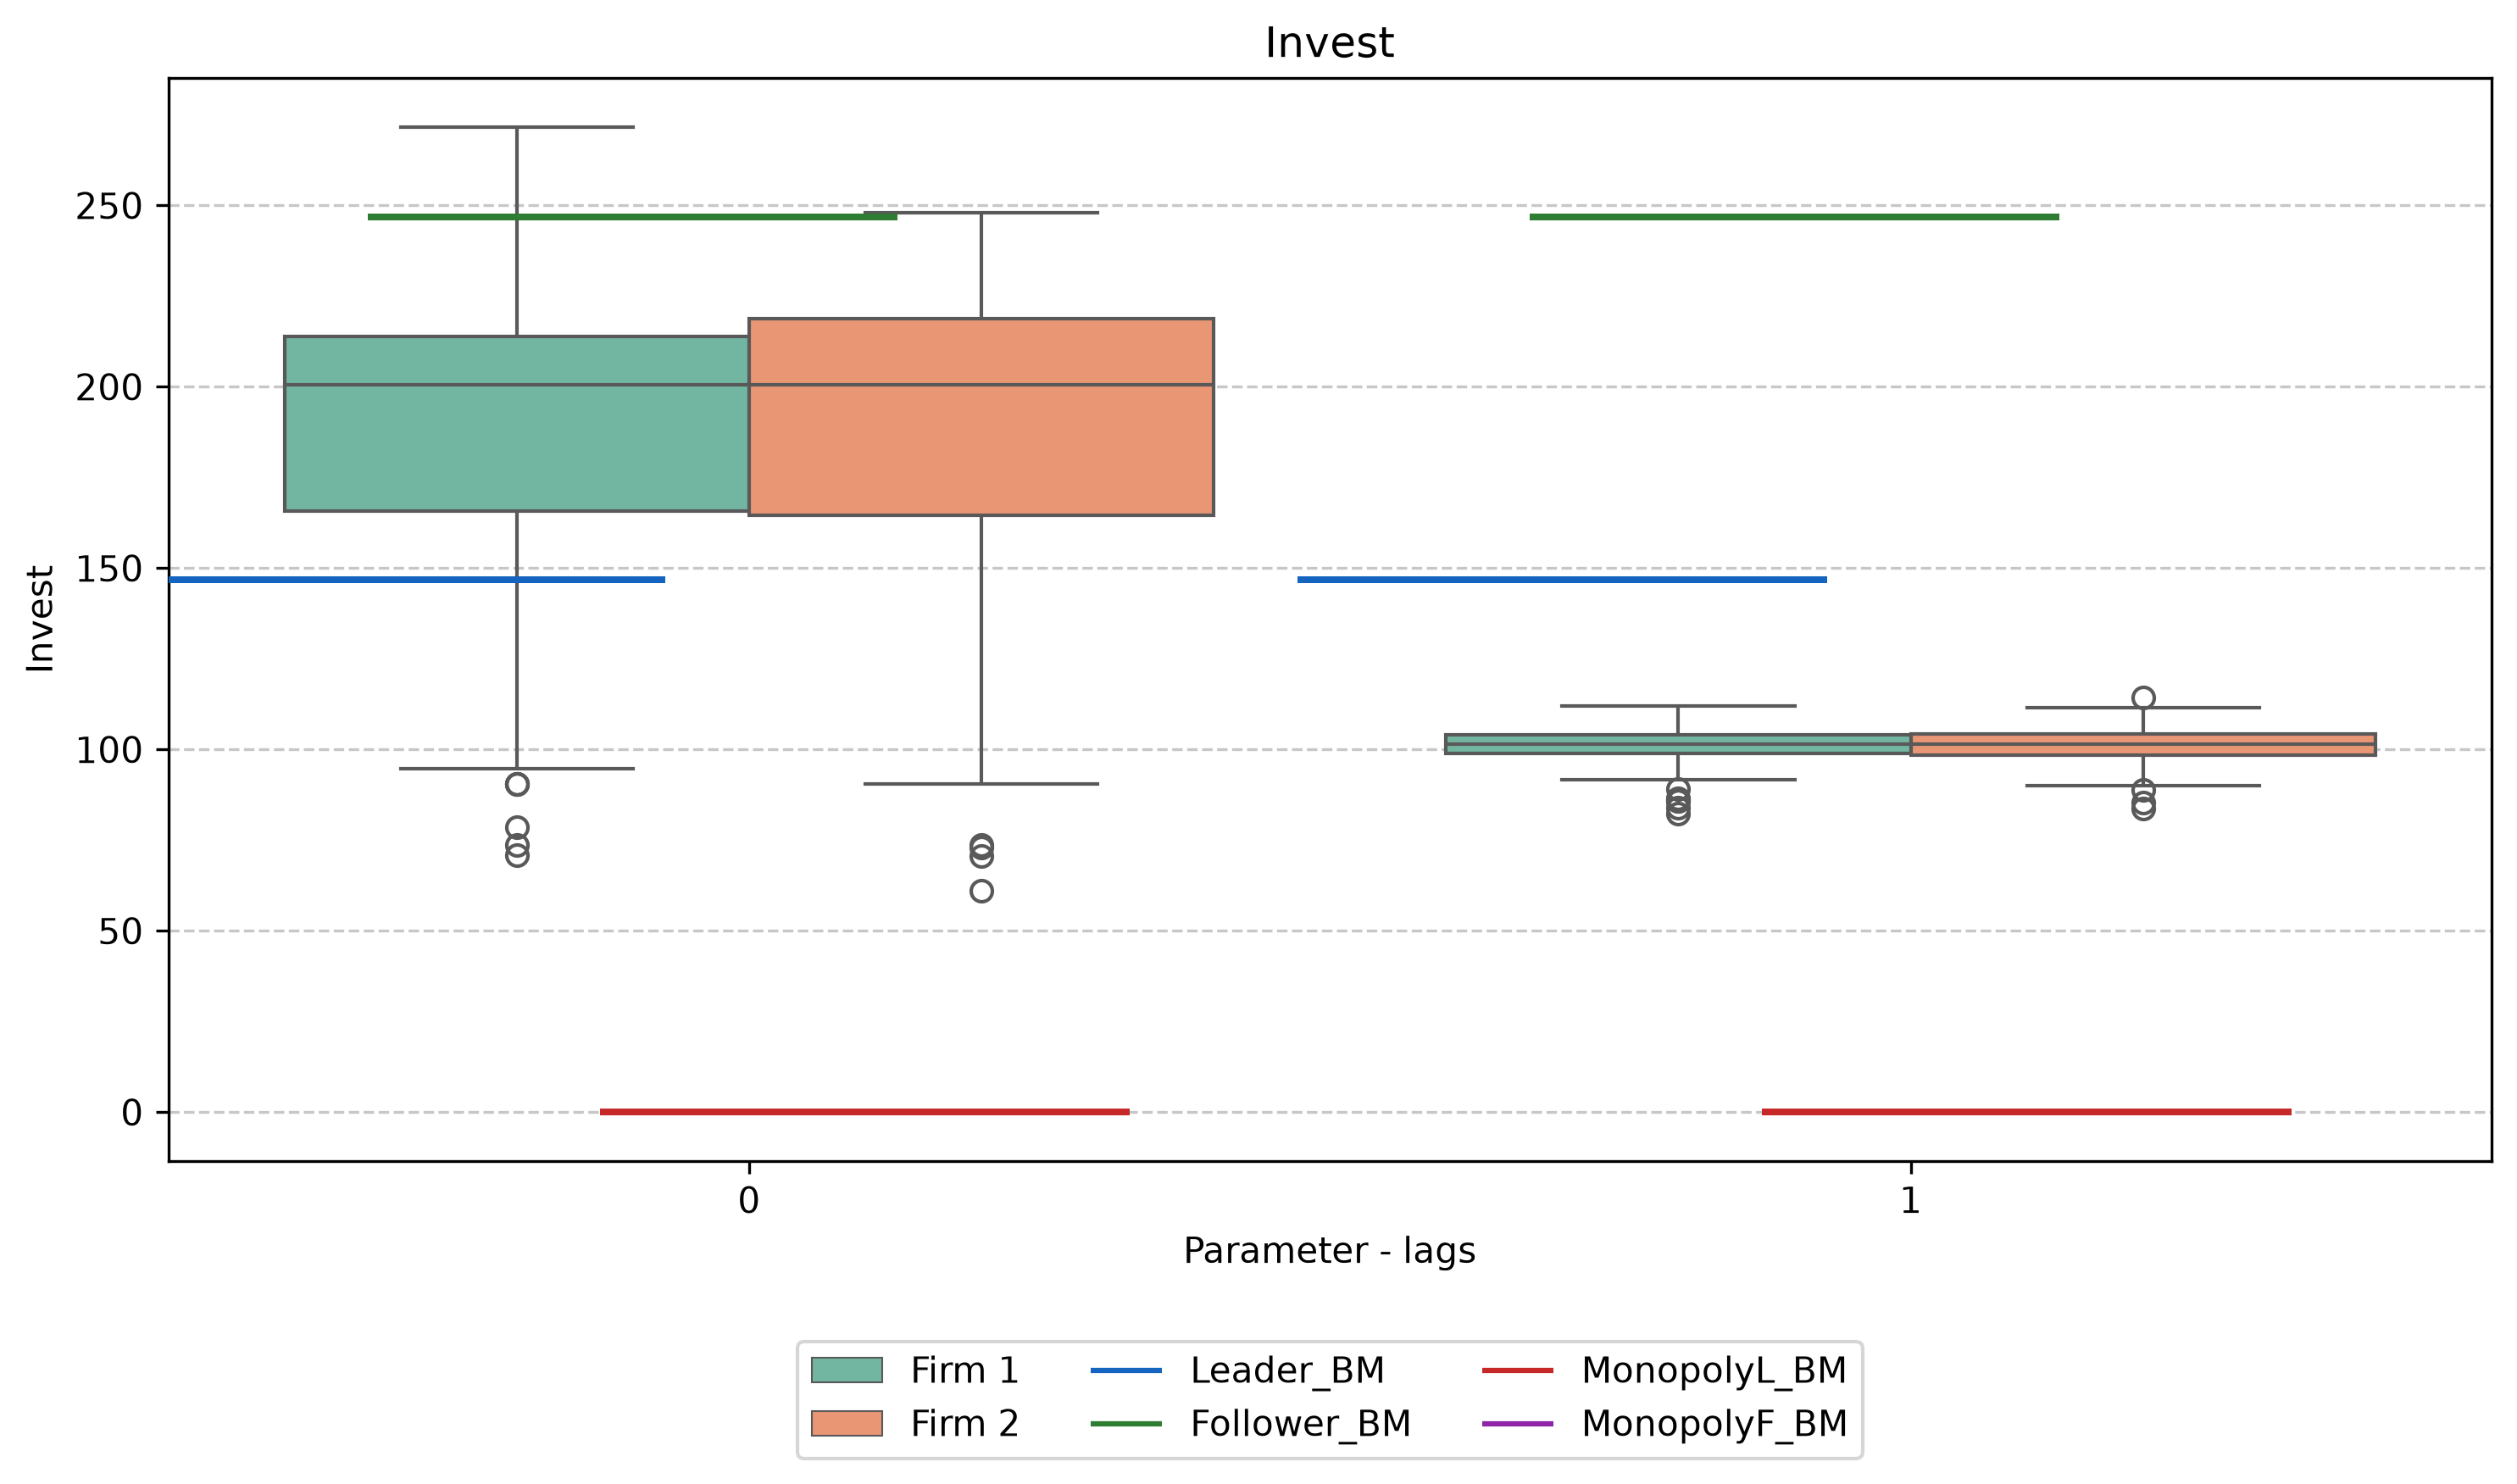 Invest
Invest
250
200
150
100
50
0
0 1
Parameter - lags
Firm 1 Leader_BM MonopolyL_BM
Firm 2 Follower_BM MonopolyF_BM